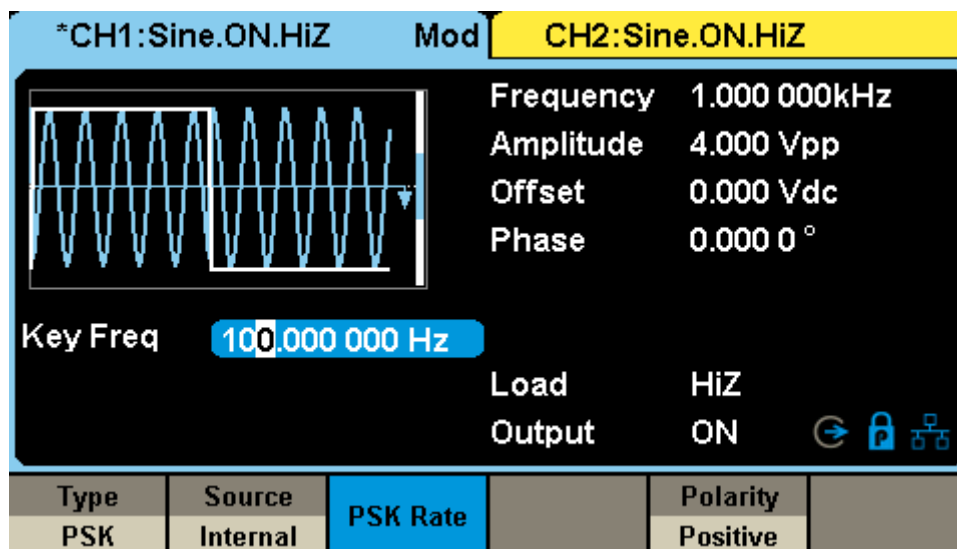 *CH1:Sine.ON.HiZ Mod CH2:Sine.ON.HiZ
Frequency 1.000 000kHz
Amplitude 4.000 Vpp
Offset 0.000 Vdc
Phase 0.000 0 °
Key Freq 100.000 000 Hz
Load HiZ
Output ON
Type Source PSK Rate Polarity
PSK Internal Positive